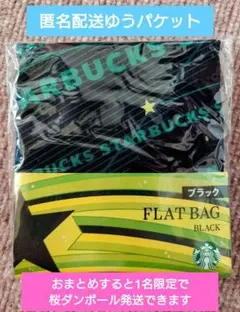 匿名配送ゆうパケット
STARBUCKS
BUCKS STARBUCKS
ブラック
FLAT BAG
BLACK
おまとめすると1名限定で
桜ダンボール発送できます